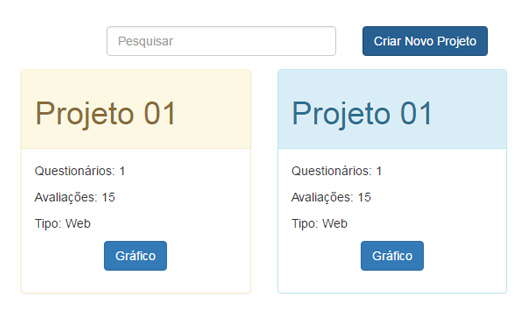 Pesquisar
Criar Novo Projeto
Projeto 01
Questionários: 1
Avaliações: 15
Tipo: Web
Gráfico
Projeto 01
Questionários: 1
Avaliações: 15
Tipo: Web
Gráfico